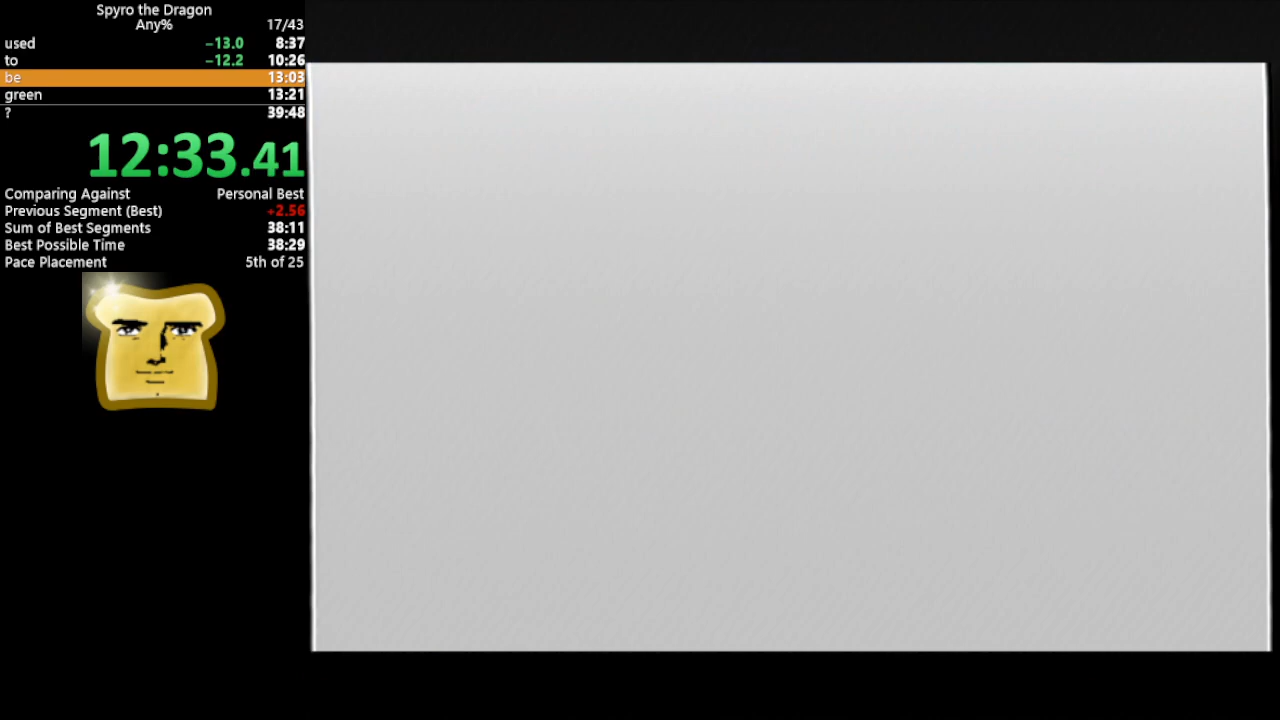 Spyro the Dragon
Any% 17/43
used −13.0 8:37
to −12.2 10:26
be 13:03
green 13:21
? 39:48
12:33.41
Comparing Against Personal Best
Previous Segment (Best) +2.56
Sum of Best Segments 38:11
Best Possible Time 38:29
Pace Placement 5th of 25